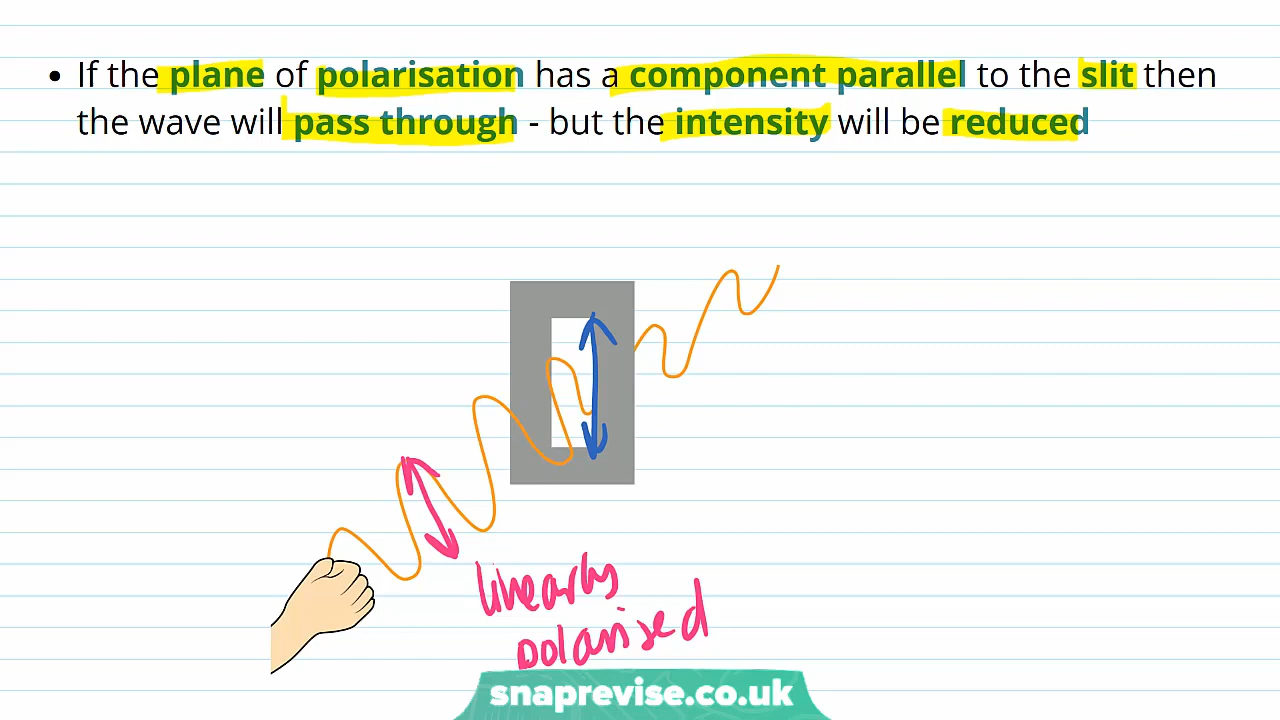 • If the plane of polarisation has a component parallel to the slit then
the wave will pass through - but the intensity will be reduced
linearly
polarised
snaprevise.co.uk